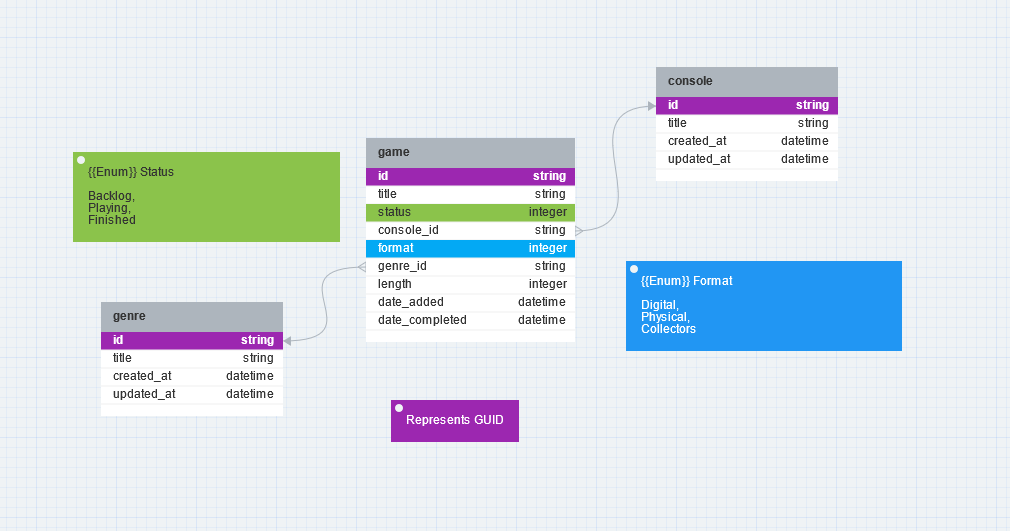 console
id string
title string
created_at datetime
updated_at datetime
game
id string
title string
status integer
console_id string
format integer
genre_id string
length integer
date_added datetime
date_completed datetime
{{Enum}} Status
Backlog,
Playing,
Finished
{{Enum}} Format
Digital,
Physical,
Collectors
genre
id string
title string
created_at datetime
updated_at datetime
Represents GUID